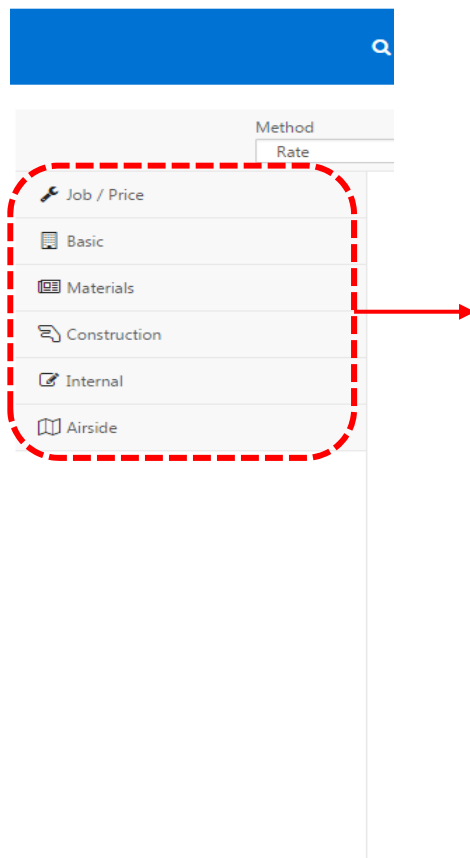 Method
Rate
Job / Price
Basic
Materials
Construction
Internal
Airside